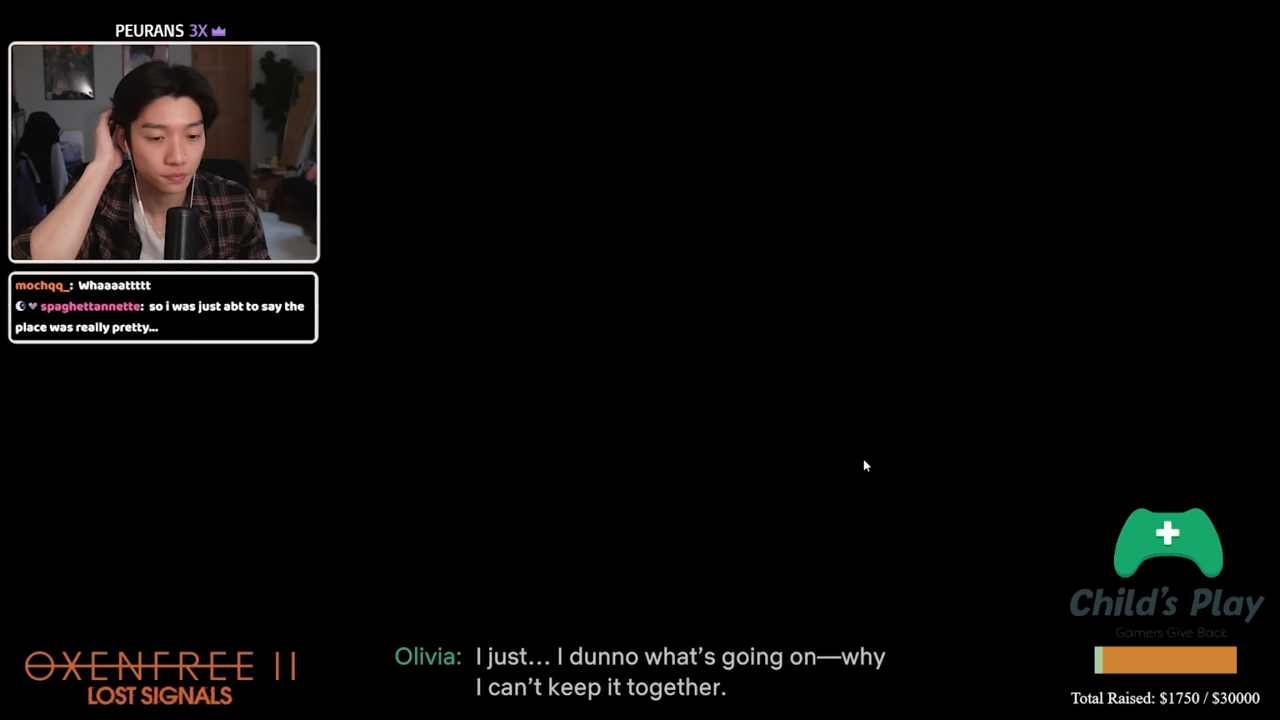 PEURANS 3X
mochqq_: Whaaaattttt
spaghettannette: so i was just abt to say the
place was really pretty...
Child's Play
Gamers Give Back
OXENFREE II
LOST SIGNALS
Olivia: I just... I dunno what's going on—why
I can't keep it together.
Total Raised: $1750 / $30000